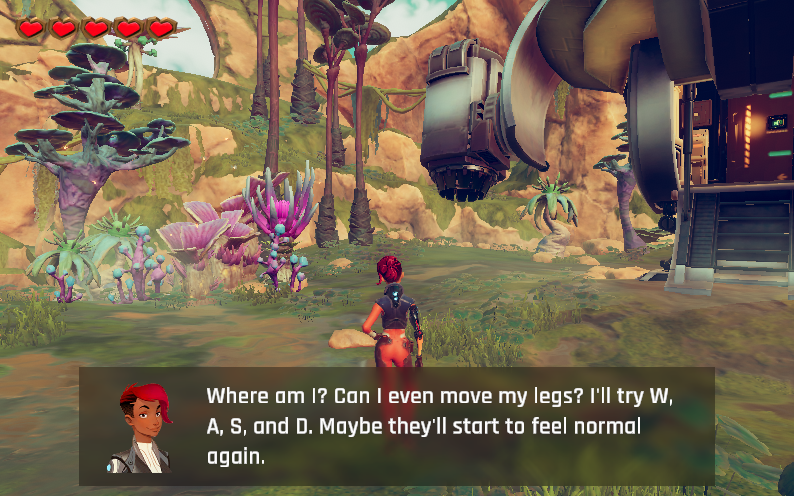 Where am I? Can I even move my legs? I'll try W,
A, S, and D. Maybe they'll start to feel normal
again.